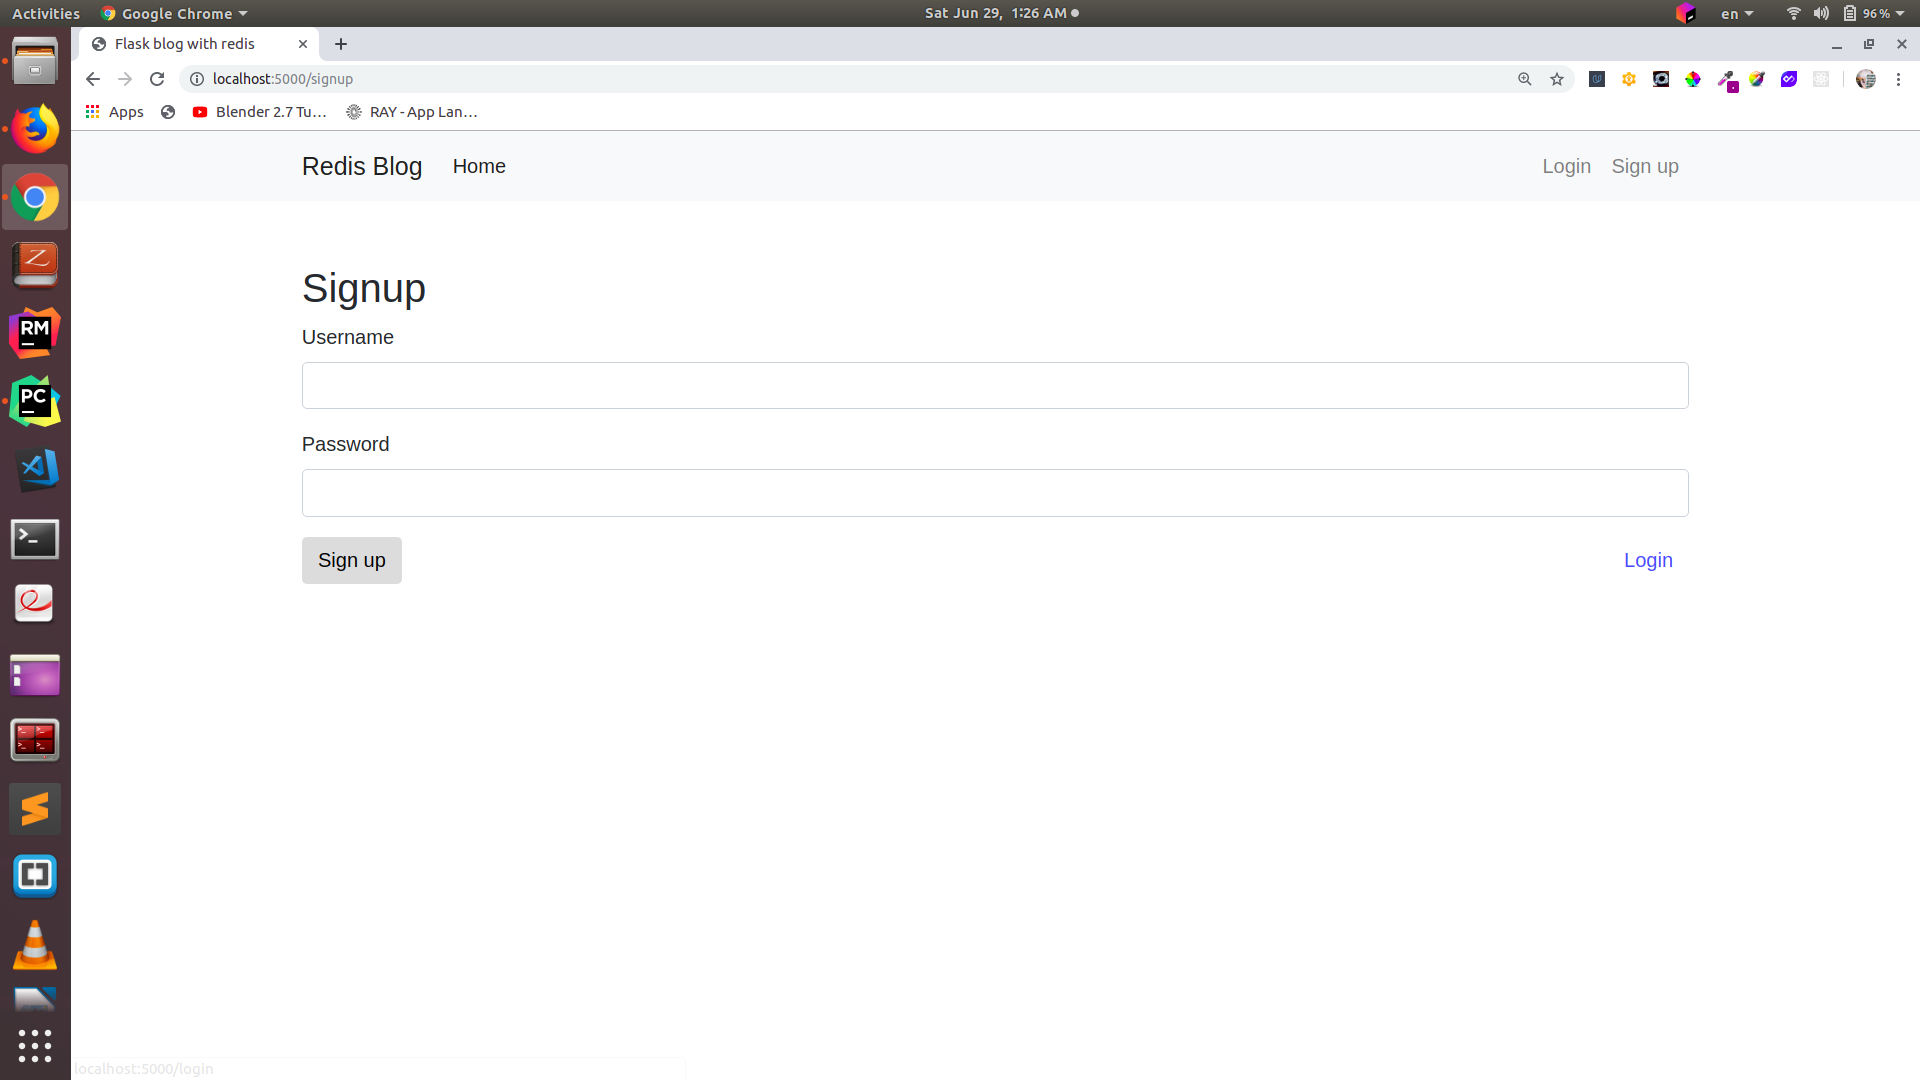 Activities Google Chrome Sat Jun 29, 1:26 AM en 96%
Flask blog with redis
localhost:5000/signup
Apps Blender 2.7 Tu... RAY - App Lan...
Redis Blog Home Login Sign up
Signup
Username
Password
Sign up Login
RM
PC
localhost:5000/login